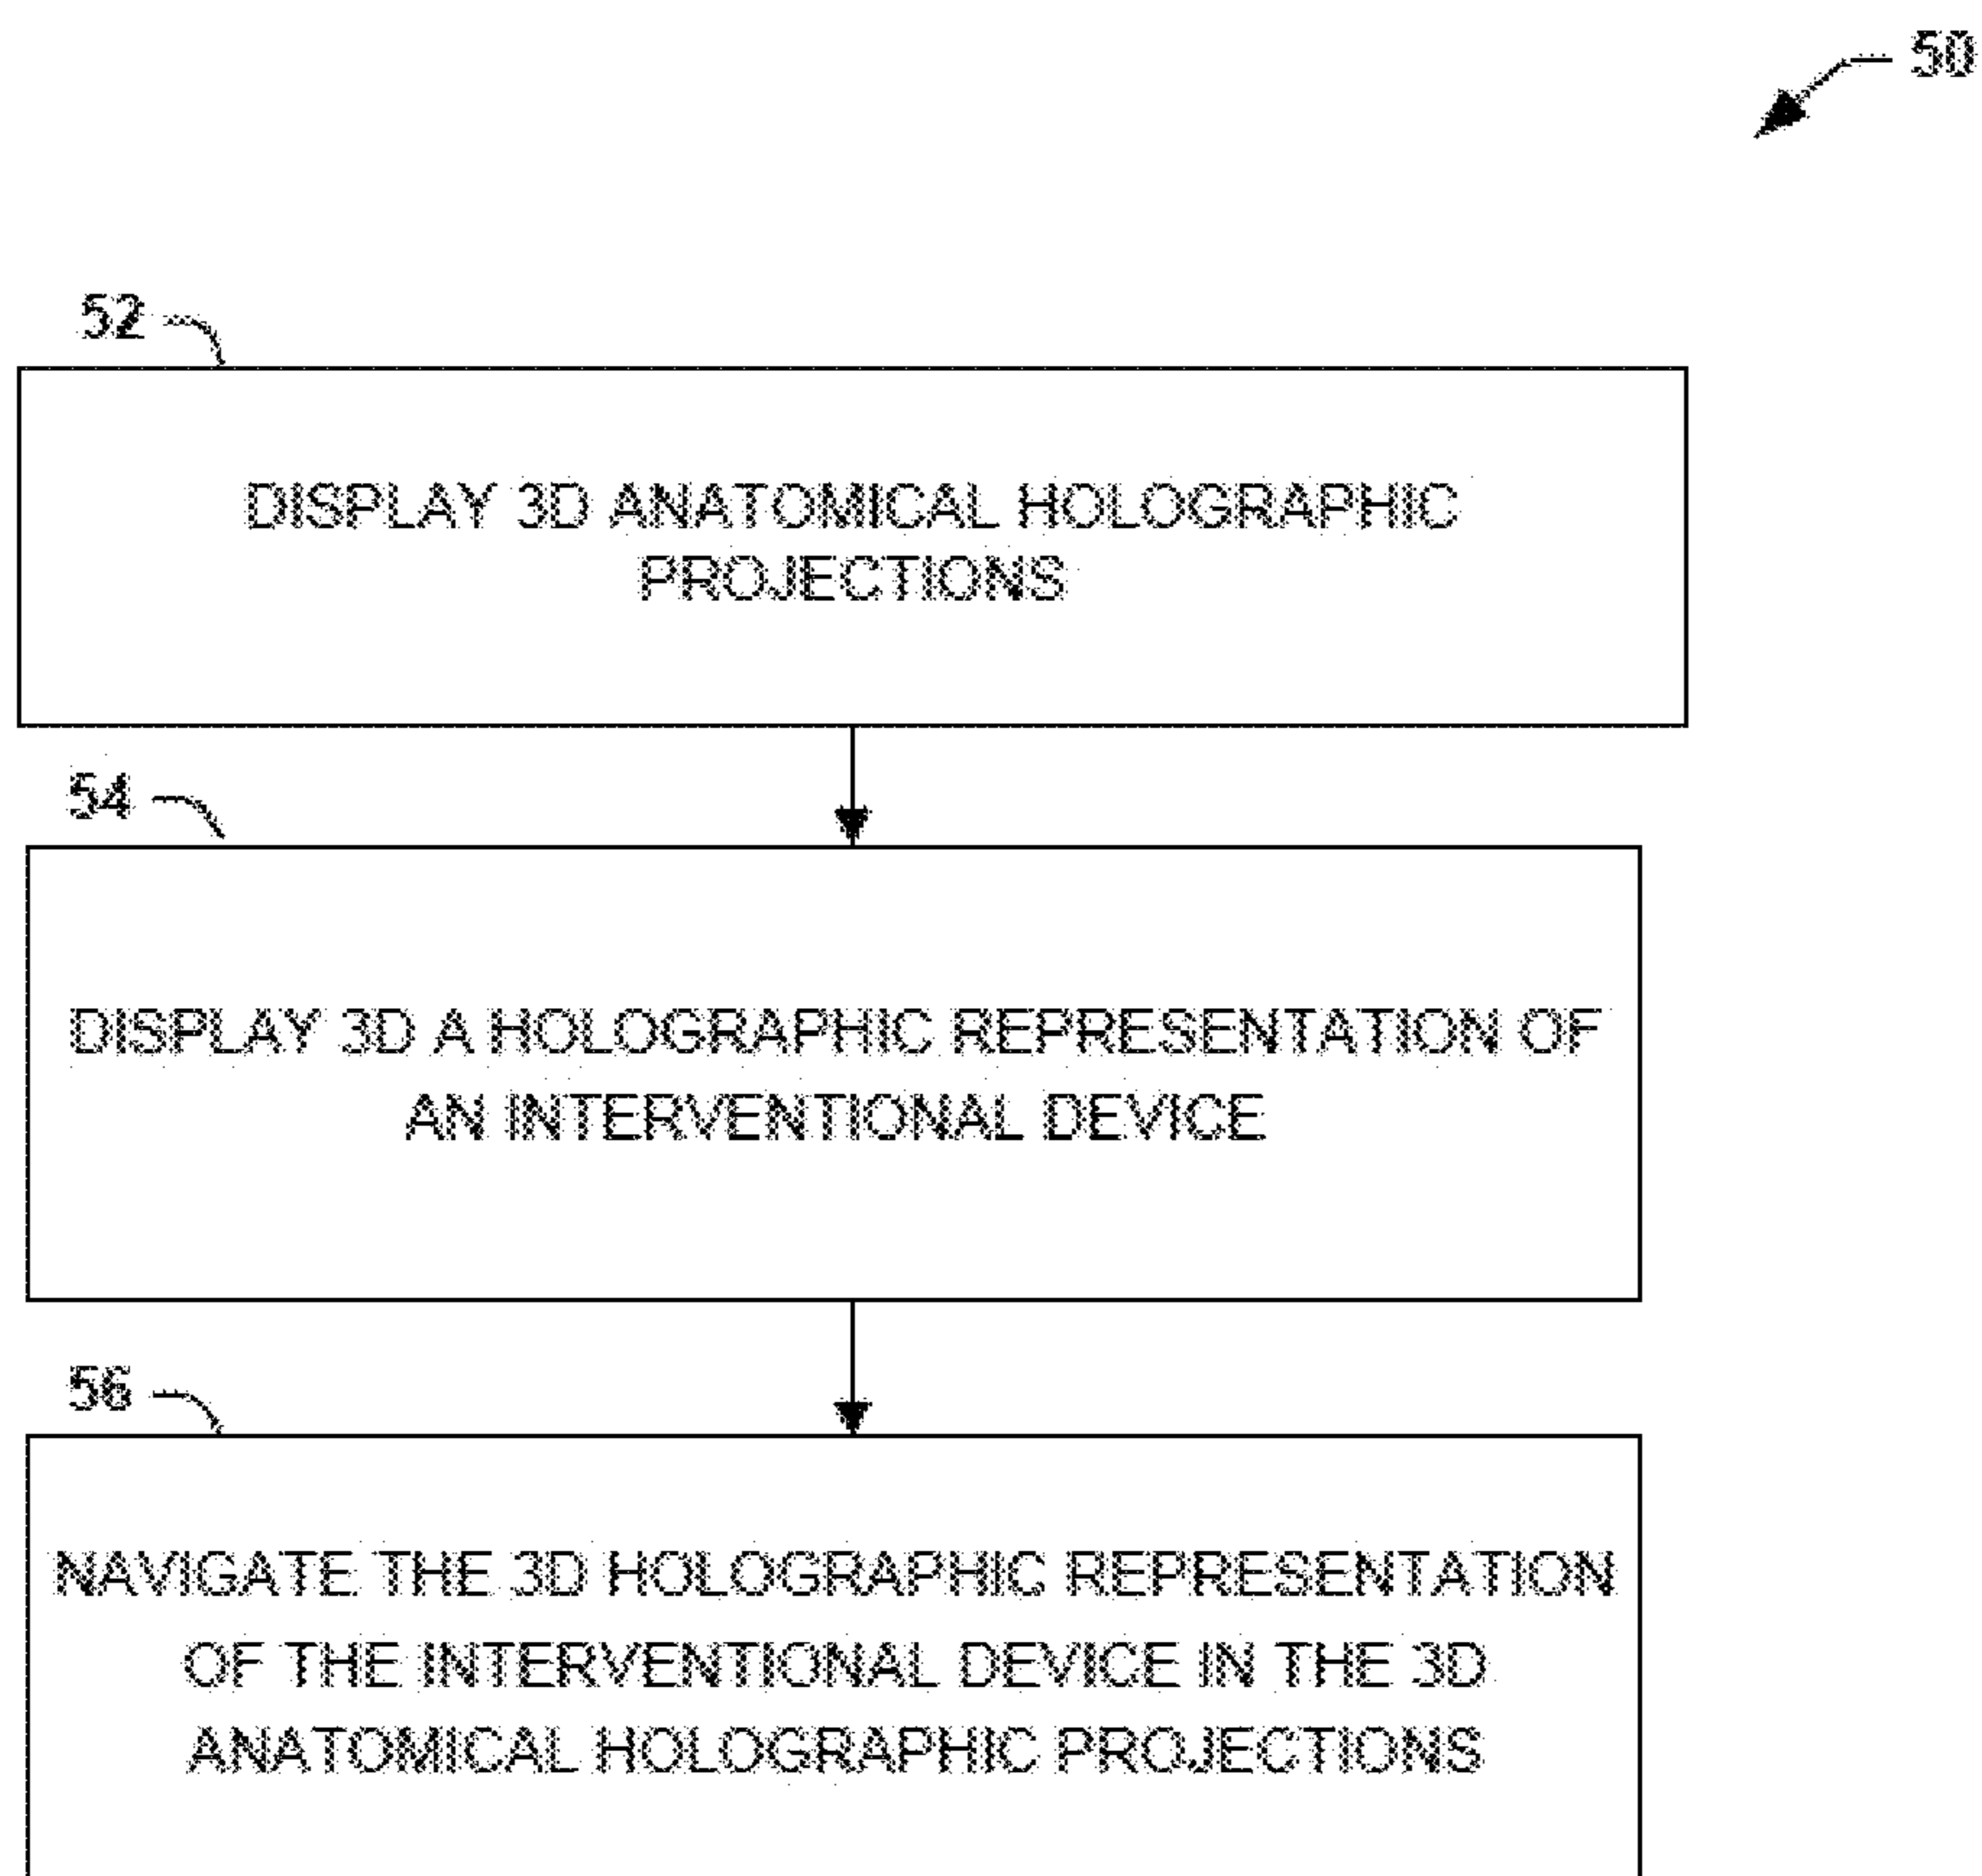 50
52
DISPLAY 3D ANATOMICAL HOLOGRAPHIC
PROJECTIONS
54
DISPLAY 3D A HOLOGRAPHIC REPRESENTATION OF
AN INTERVENTIONAL DEVICE
56
NAVIGATE THE 3D HOLOGRAPHIC REPRESENTATION
OF THE INTERVENTIONAL DEVICE IN THE 3D
ANATOMICAL HOLOGRAPHIC PROJECTIONS